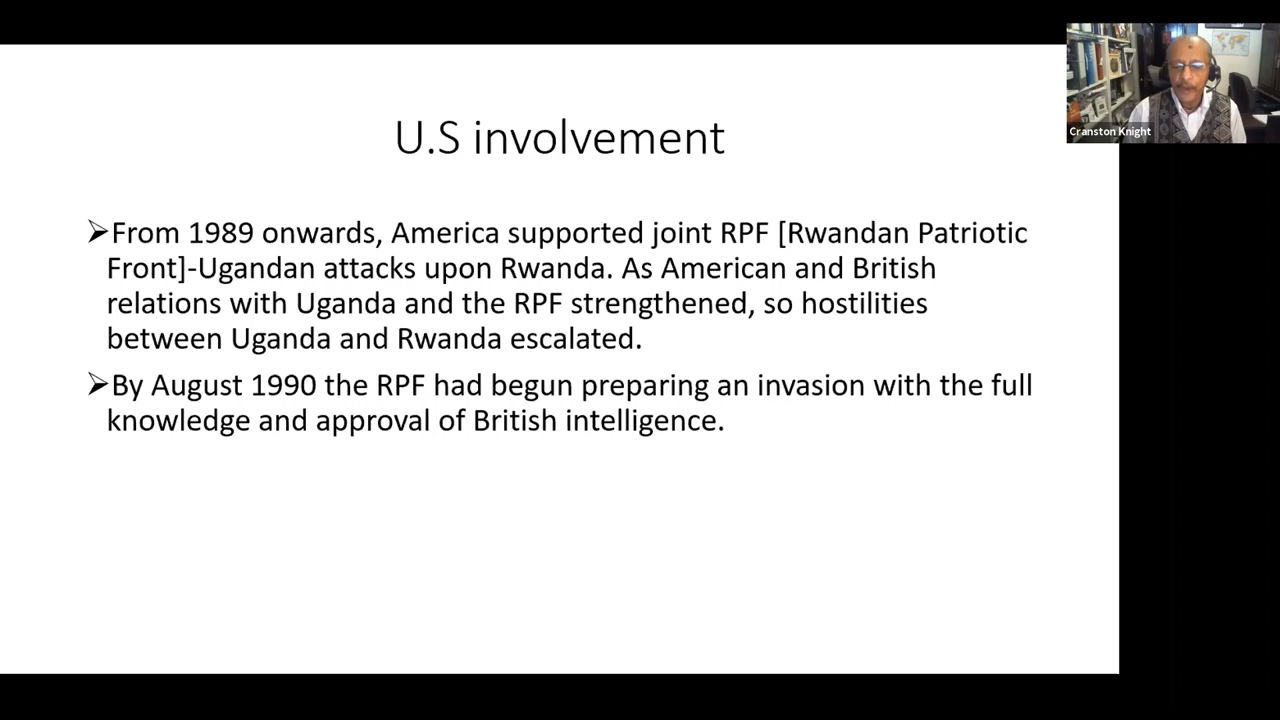 U.S involvement
➢From 1989 onwards, America supported joint RPF [Rwandan Patriotic
Front]-Ugandan attacks upon Rwanda. As American and British
relations with Uganda and the RPF strengthened, so hostilities
between Uganda and Rwanda escalated.
➢By August 1990 the RPF had begun preparing an invasion with the full
knowledge and approval of British intelligence.
Cranston Knight